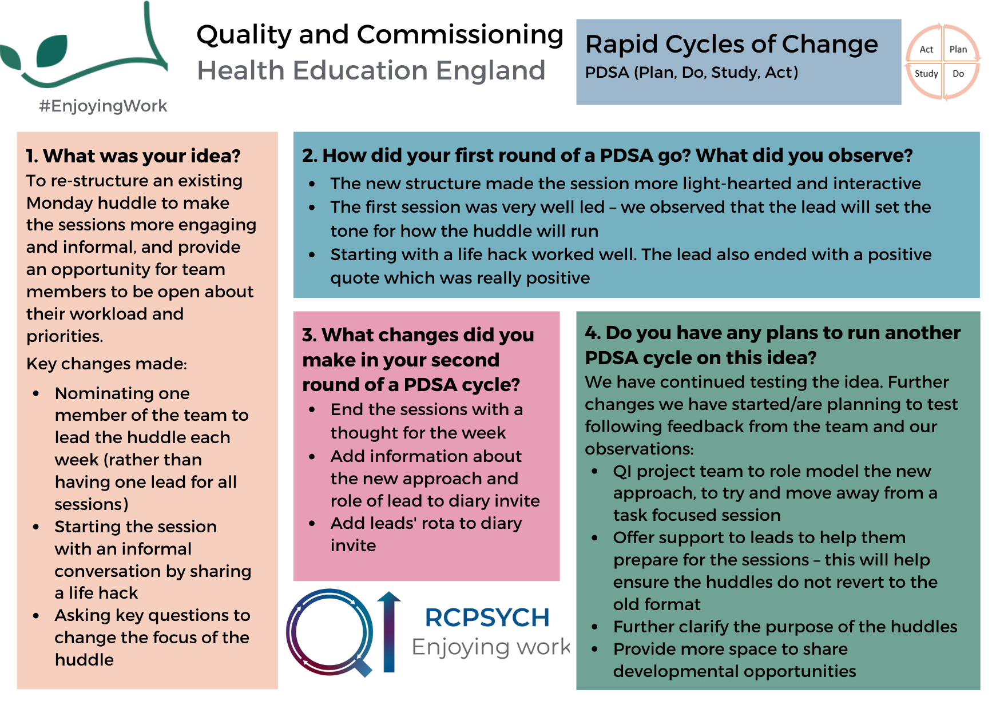 #EnjoyingWork
Quality and Commissioning
Health Education England
Rapid Cycles of Change
PDSA (Plan, Do, Study, Act)
Act
Plan
Study
Do
1. What was your idea?
To re-structure an existing
Monday huddle to make
the sessions more engaging
and informal, and provide
an opportunity for team
members to be open about
their workload and
priorities.
Key changes made:
• Nominating one
member of the team to
lead the huddle each
week (rather than
having one lead for all
sessions)
• Starting the session
with an informal
conversation by sharing
a life hack
• Asking key questions to
change the focus of the
huddle
2. How did your first round of a PDSA go? What did you observe?
• The new structure made the session more light-hearted and interactive
• The first session was very well led – we observed that the lead will set the
tone for how the huddle will run
• Starting with a life hack worked well. The lead also ended with a positive
quote which was really positive
3. What changes did you
make in your second
round of a PDSA cycle?
• End the sessions with a
thought for the week
• Add information about
the new approach and
role of lead to diary invite
• Add leads' rota to diary
invite
QI
RCPSYCH
Enjoying work
4. Do you have any plans to run another
PDSA cycle on this idea?
We have continued testing the idea. Further
changes we have started/are planning to test
following feedback from the team and our
observations:
• QI project team to role model the new
approach, to try and move away from a
task focused session
• Offer support to leads to help them
prepare for the sessions – this will help
ensure the huddles do not revert to the
old format
• Further clarify the purpose of the huddles
• Provide more space to share
developmental opportunities